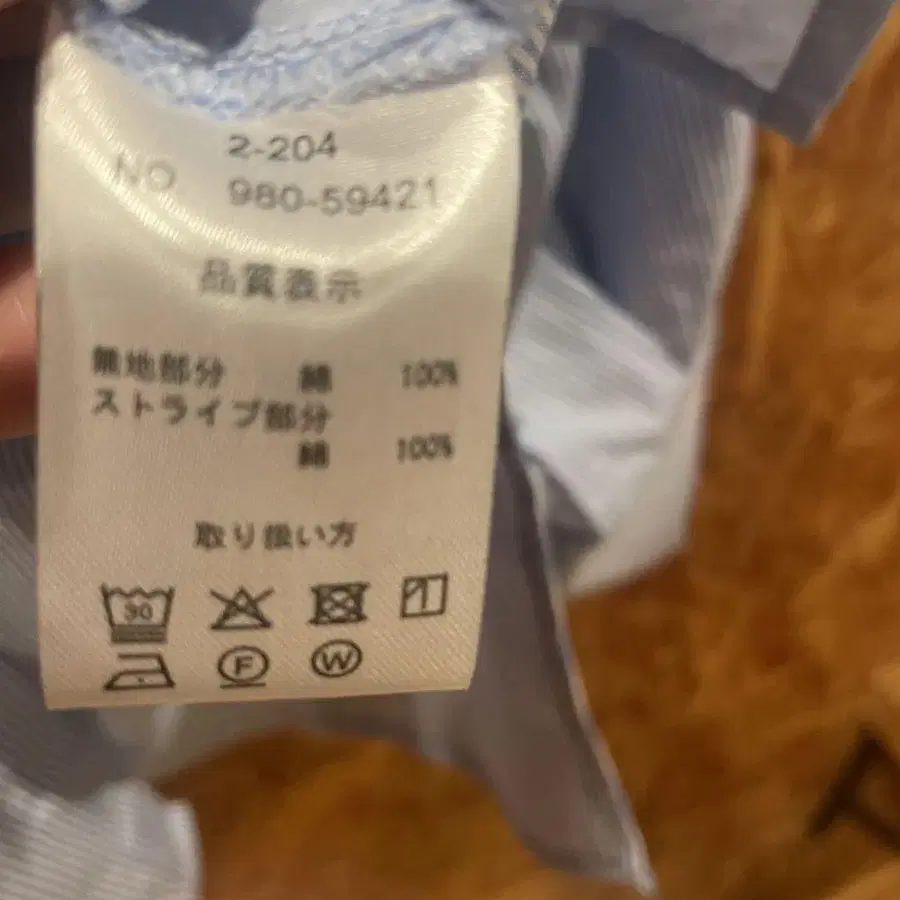 2-204
NO. 980-59421
品質表示
無地部分 綿 100%
ストライプ部分
綿 100%
取り扱い方
30
F W